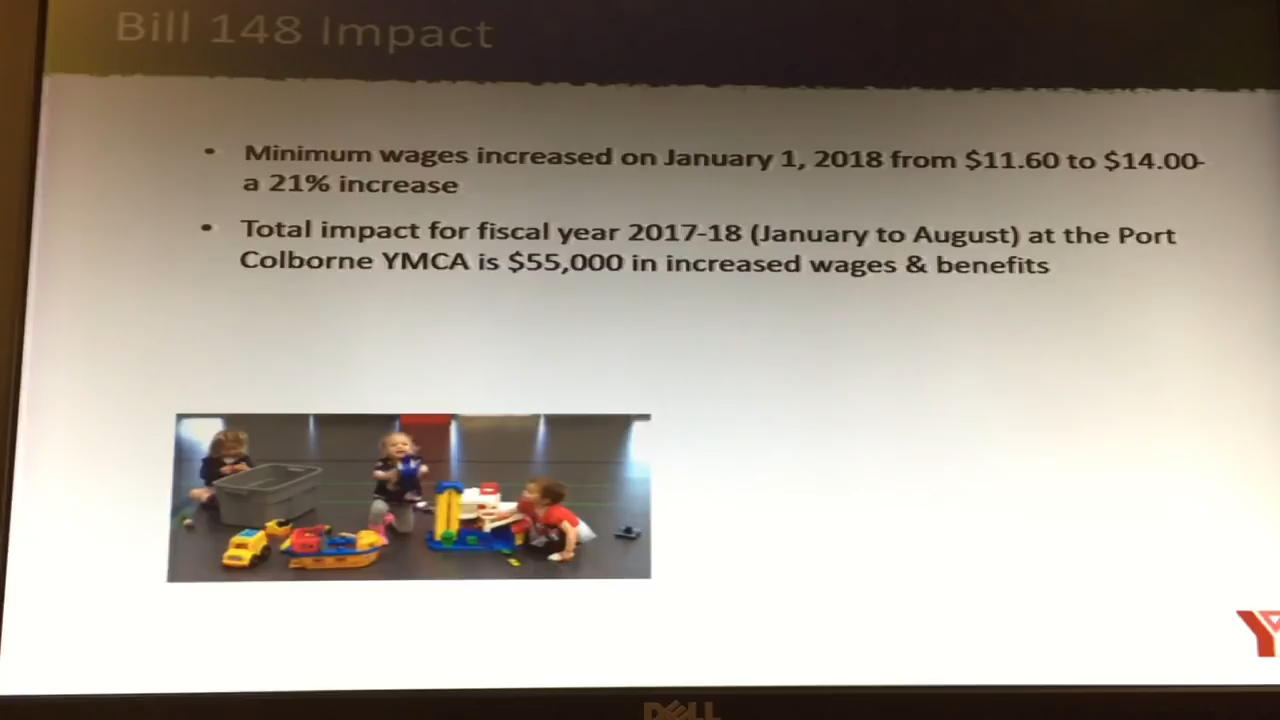 Bill 148 Impact
• Minimum wages increased on January 1, 2018 from $11.60 to $14.00-
a 21% increase
• Total impact for fiscal year 2017-18 (January to August) at the Port
Colborne YMCA is $55,000 in increased wages & benefits
Y
DELL